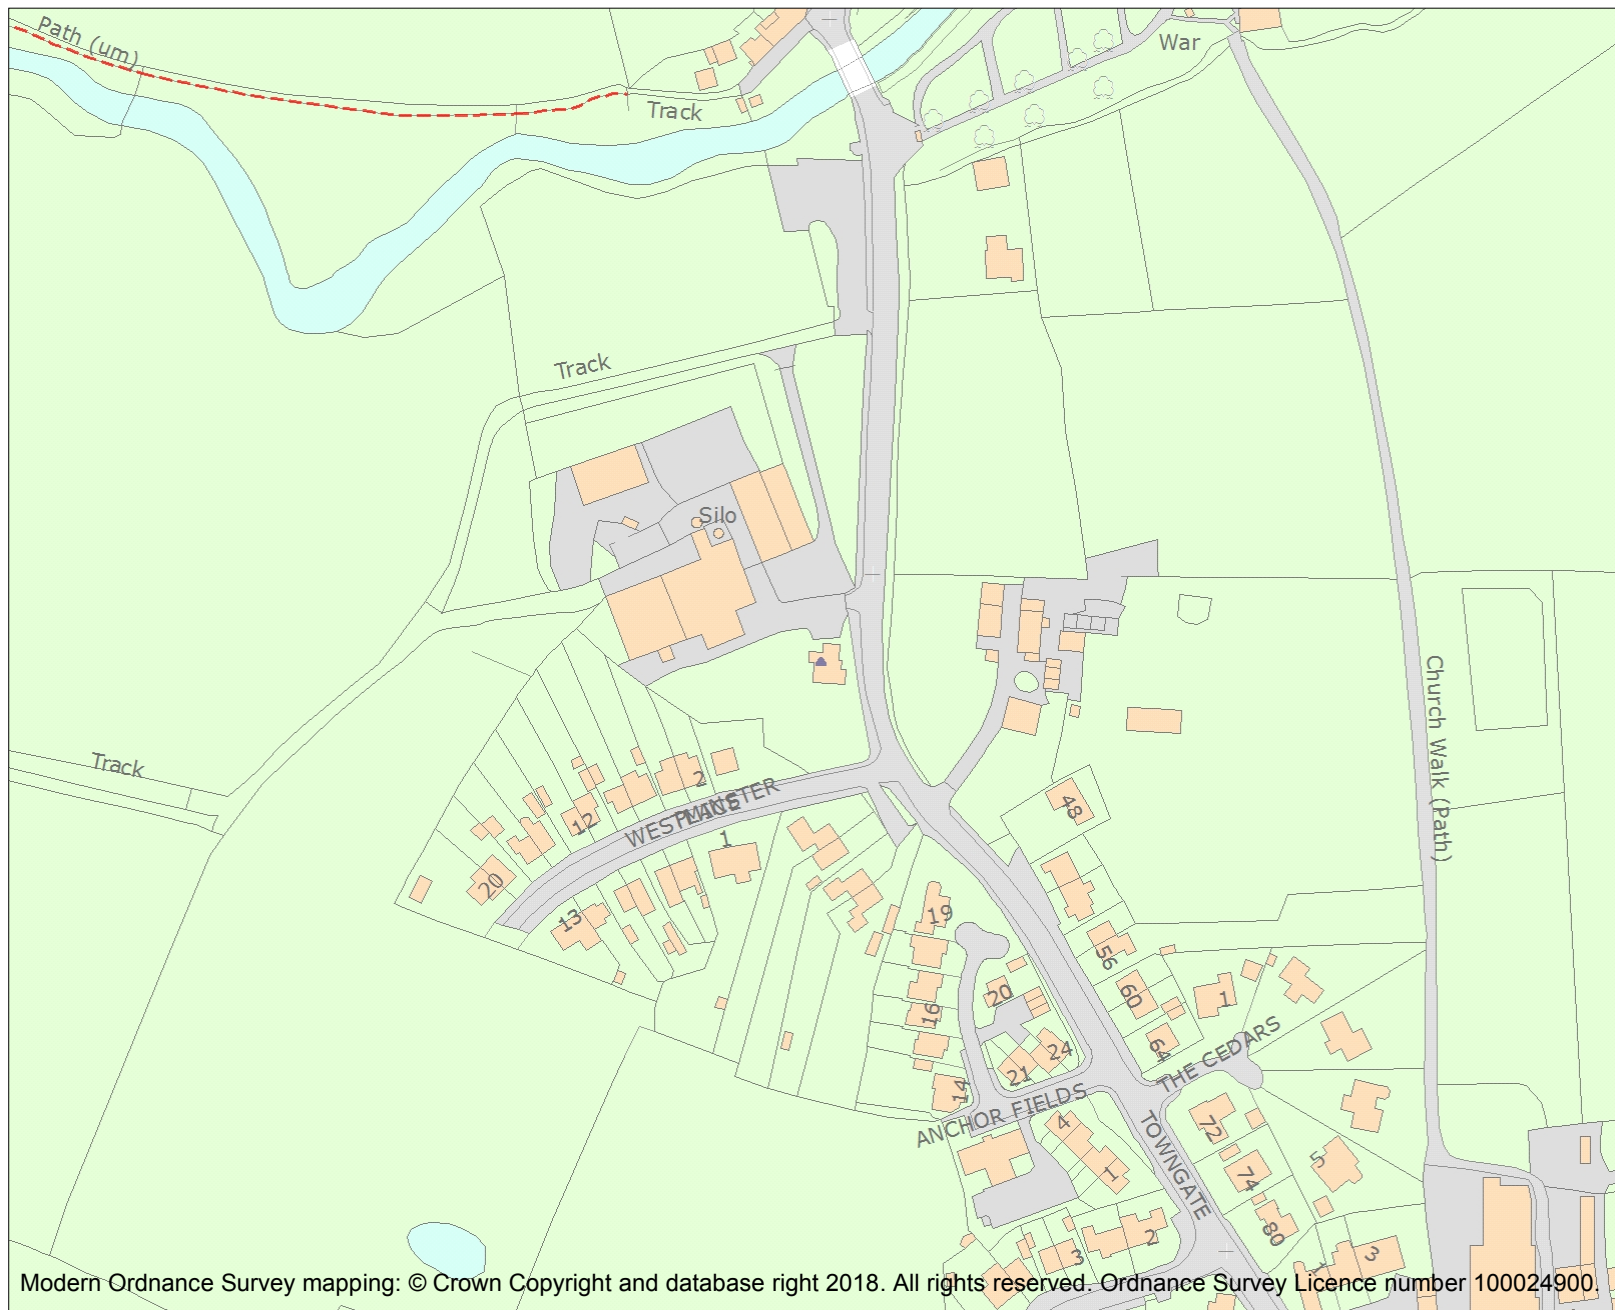 Path (um)
War
Track
Track
Silo
Track
Church Walk (Path)
WESTMINSTER
PLACE
2
12
1
20
13
48
19
56
20
60
1
16
64
THE CEDARS
24
21
14
ANCHOR FIELDS
4
72
TOWNGATE
5
1
74
2
80
3
3
1
Modern Ordnance Survey mapping: © Crown Copyright and database right 2018. All rights reserved. Ordnance Survey Licence number 100024900.